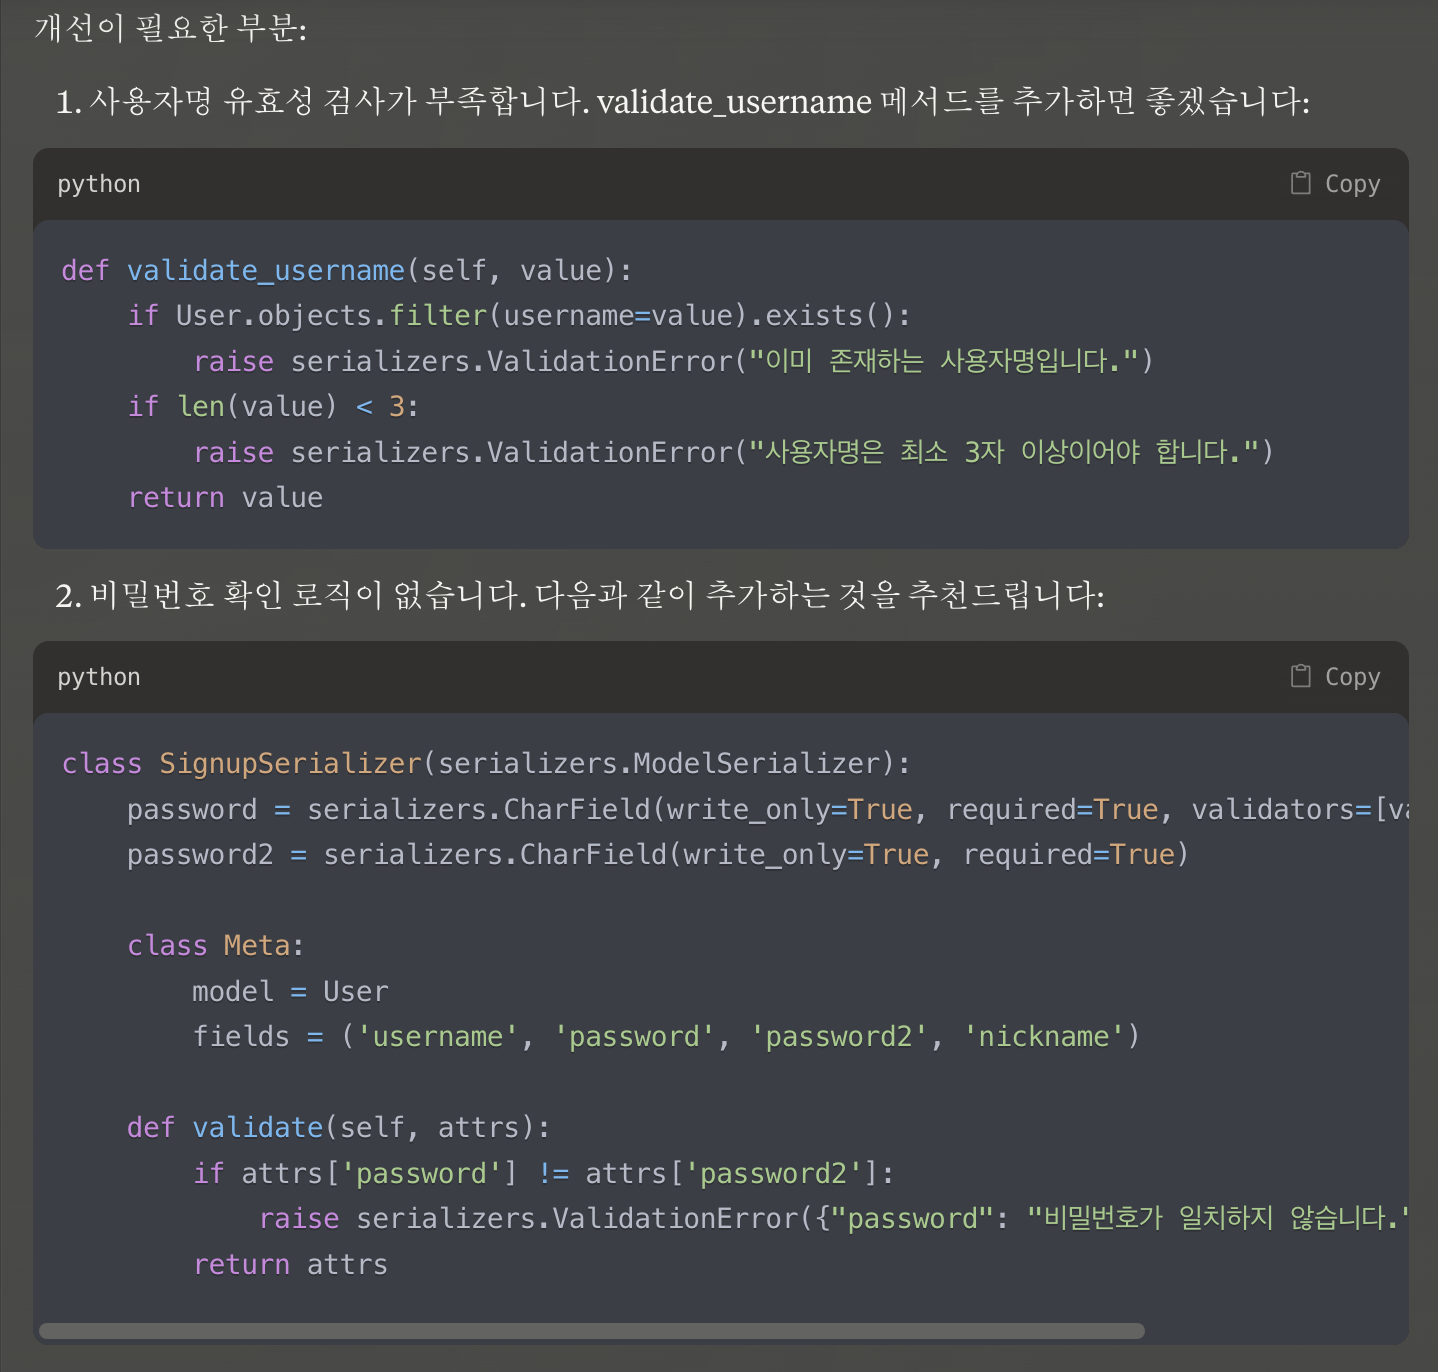 개선이 필요한 부분:
1. 사용자명 유효성 검사가 부족합니다. validate_username 메서드를 추가하면 좋겠습니다:
python
Copy
def validate_username(self, value):
    if User.objects.filter(username=value).exists():
        raise serializers.ValidationError("이미 존재하는 사용자명입니다.")
    if len(value) < 3:
        raise serializers.ValidationError("사용자명은 최소 3자 이상이어야 합니다.")
    return value
2. 비밀번호 확인 로직이 없습니다. 다음과 같이 추가하는 것을 추천드립니다:
python
Copy
class SignupSerializer(serializers.ModelSerializer):
    password = serializers.CharField(write_only=True, required=True, validators=[va
    password2 = serializers.CharField(write_only=True, required=True)
    class Meta:
        model = User
        fields = ('username', 'password', 'password2', 'nickname')
    def validate(self, attrs):
        if attrs['password'] != attrs['password2']:
            raise serializers.ValidationError({"password": "비밀번호가 일치하지 않습니다."
        return attrs